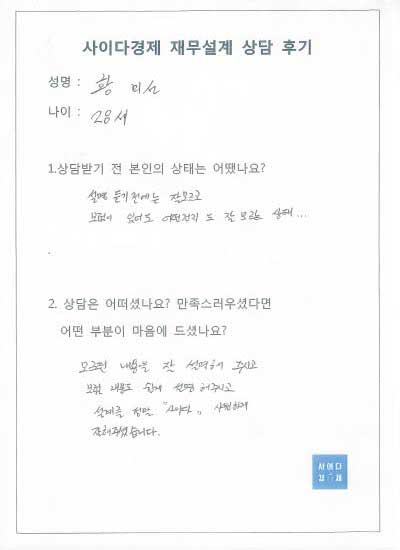 사이다경제 재무설계 상담 후기
성명 : 황 미선
나이 : 28세
1.상담받기 전 본인의 상태는 어땠나요?
설명 듣기 전에는 잘모르고
보험이 있어도 어떤건지 도 잘 모르는 상태...
.
2. 상담은 어떠셨나요? 만족스러우셨다면
어떤 부분이 마음에 드셨나요?
모르던 내용을 잘 설명해 주시고
보험 내용도 쉽게 설명 해주시고
설계를 정말 "사이다" 시원하게
잘해주셨습니다.
사이다
경제